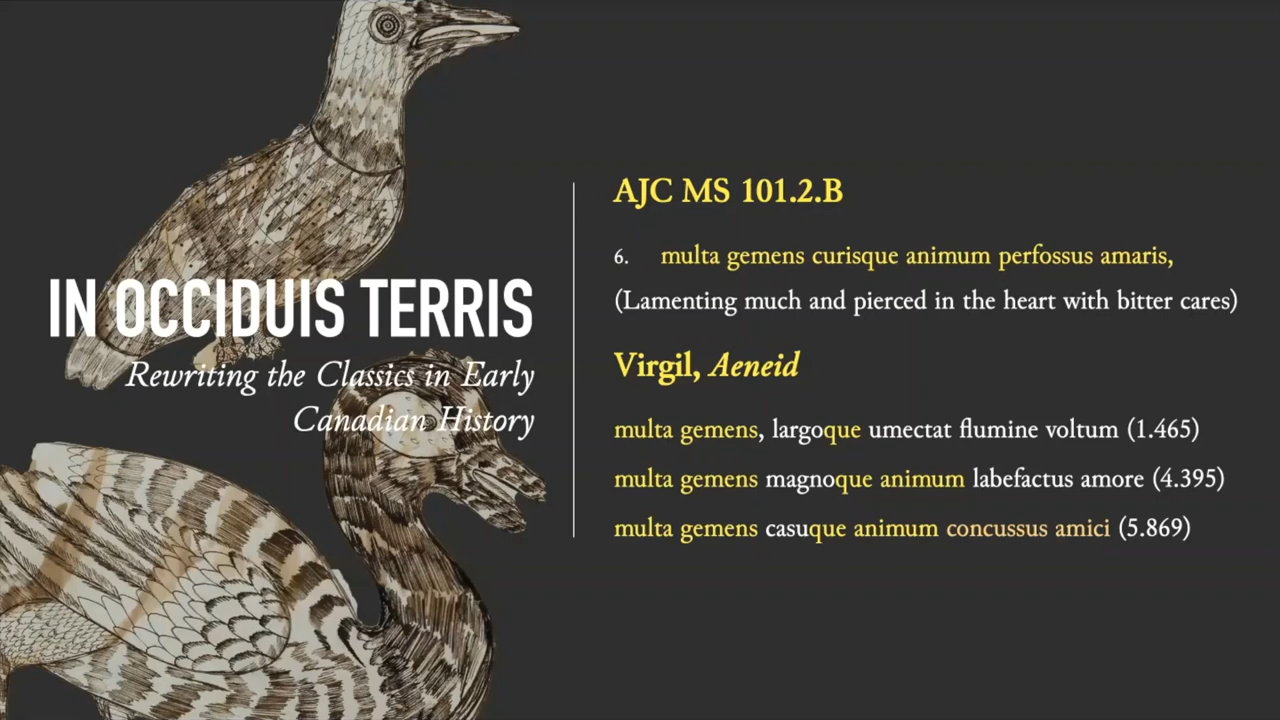 IN OCCIDUIS TERRIS
Rewriting the Classics in Early
Canadian History
AJC MS 101.2.B
6. multa gemens curisque animum perfossus amaris,
(Lamenting much and pierced in the heart with bitter cares)
Virgil, Aeneid
multa gemens, largoque umectat flumine voltum (1.465)
multa gemens magnoque animum labefactus amore (4.395)
multa gemens casuque animum concussus amici (5.869)